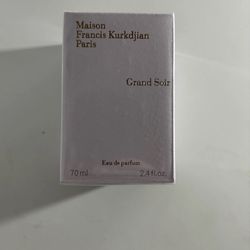 Maison
Francis Kurkdjian
Paris
Grand Soir
Eau de parfum
70 ml 2.4 fl.oz.